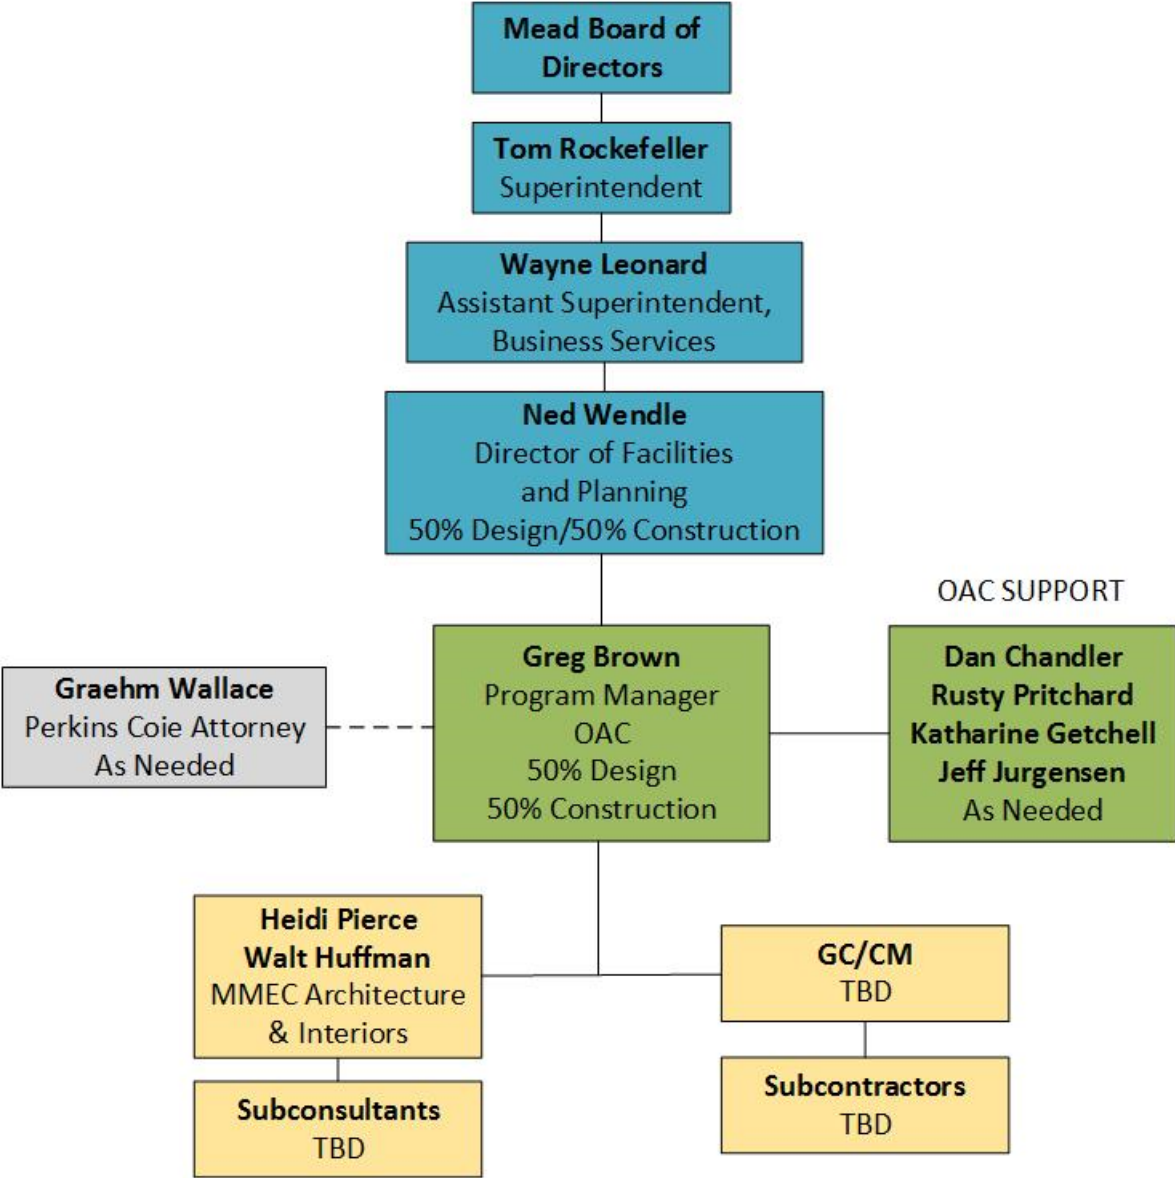 Mead Board of
Directors
Tom Rockefeller
Superintendent
Wayne Leonard
Assistant Superintendent,
Business Services
Ned Wendle
Director of Facilities
and Planning
50% Design/50% Construction
OAC SUPPORT
Graehm Wallace
Perkins Coie Attorney
As Needed
Greg Brown
Program Manager
OAC
50% Design
50% Construction
Dan Chandler
Rusty Pritchard
Katharine Getchell
Jeff Jurgensen
As Needed
Heidi Pierce
Walt Huffman
MMEC Architecture
& Interiors
GC/CM
TBD
Subconsultants
TBD
Subcontractors
TBD